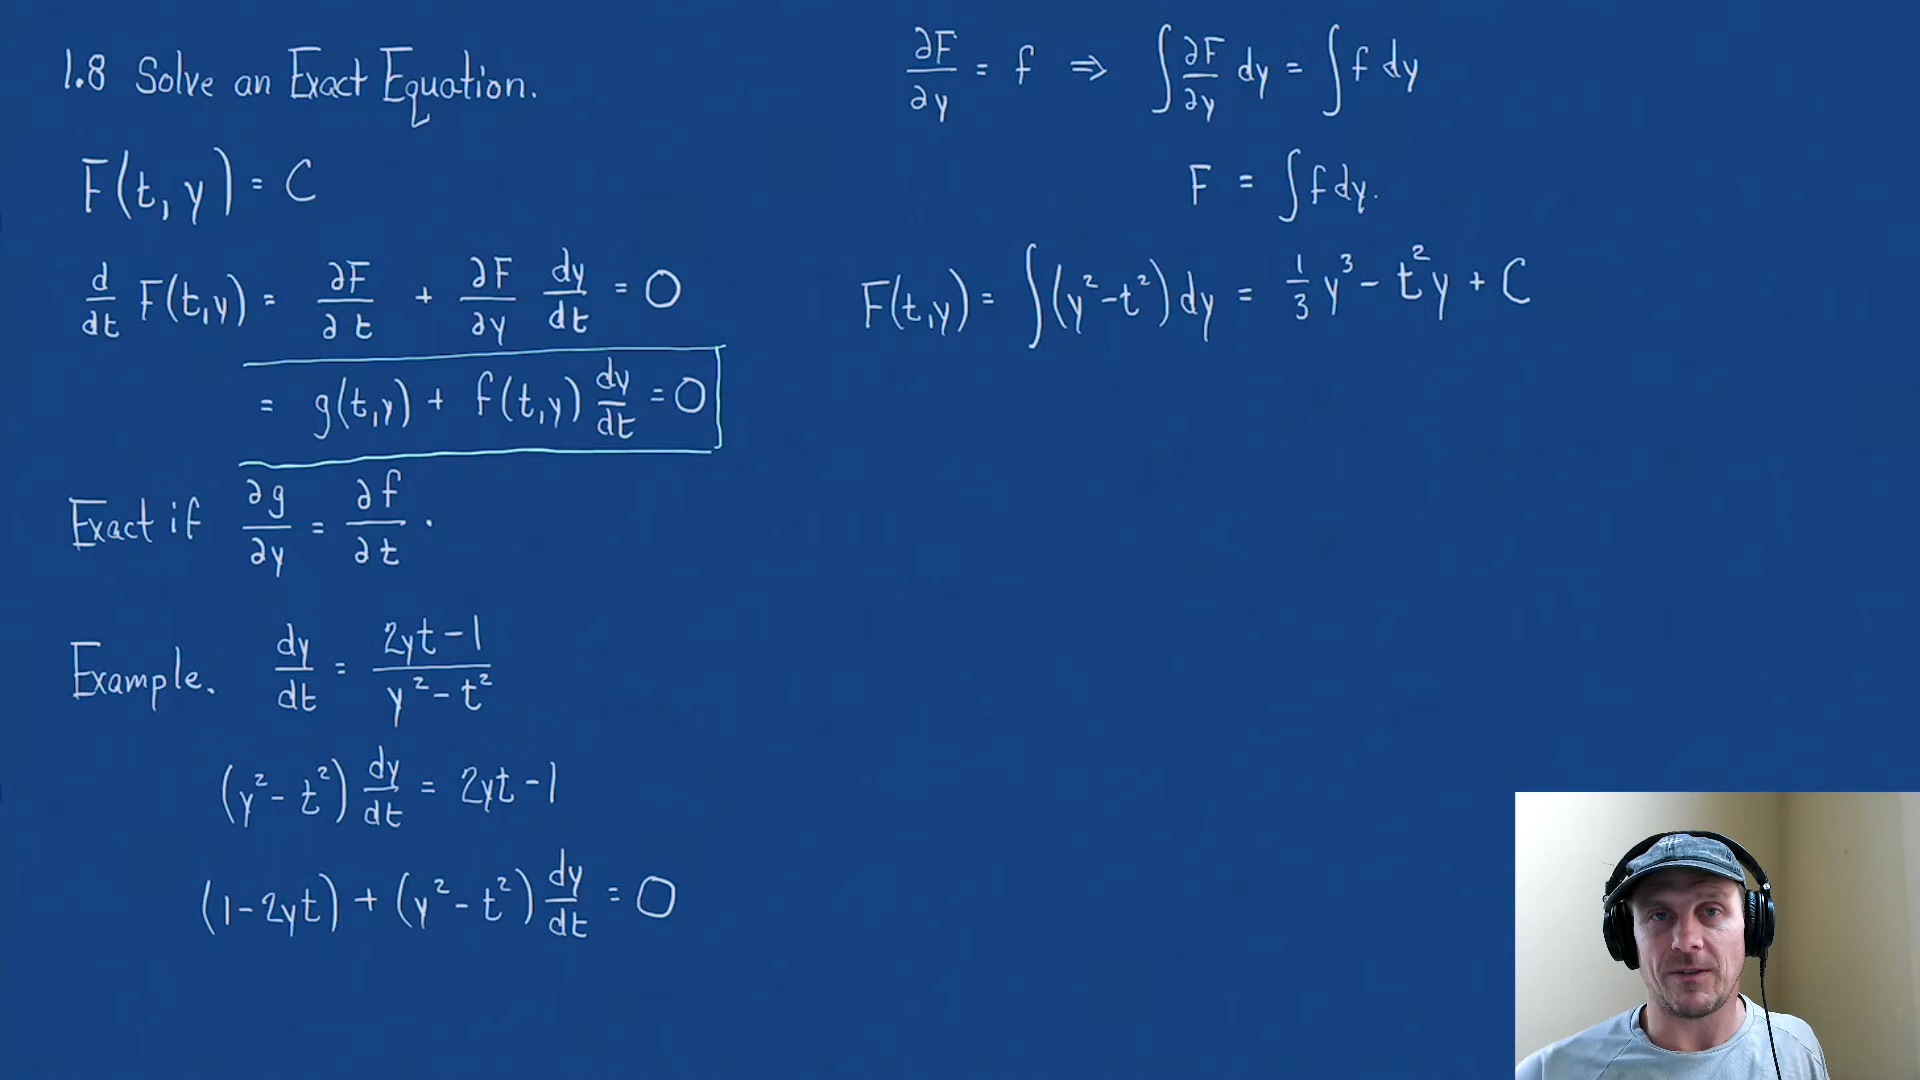 1.8 Solve an Exact Equation.
F(t, y) = C
d/dt F(t,y) = ∂F/∂t + ∂F/∂y dy/dt = 0
= g(t,y) + f(t,y) dy/dt = 0
Exact if ∂g/∂y = ∂f/∂t .
Example. dy/dt = (2yt - 1)/(y² - t²)
(y² - t²) dy/dt = 2yt - 1
(1 - 2yt) + (y² - t²) dy/dt = 0
∂F/∂y = f ⇒ ∫ ∂F/∂y dy = ∫ f dy
F = ∫ f dy.
F(t,y) = ∫ (y² - t²) dy = 1/3 y³ - t² y + C